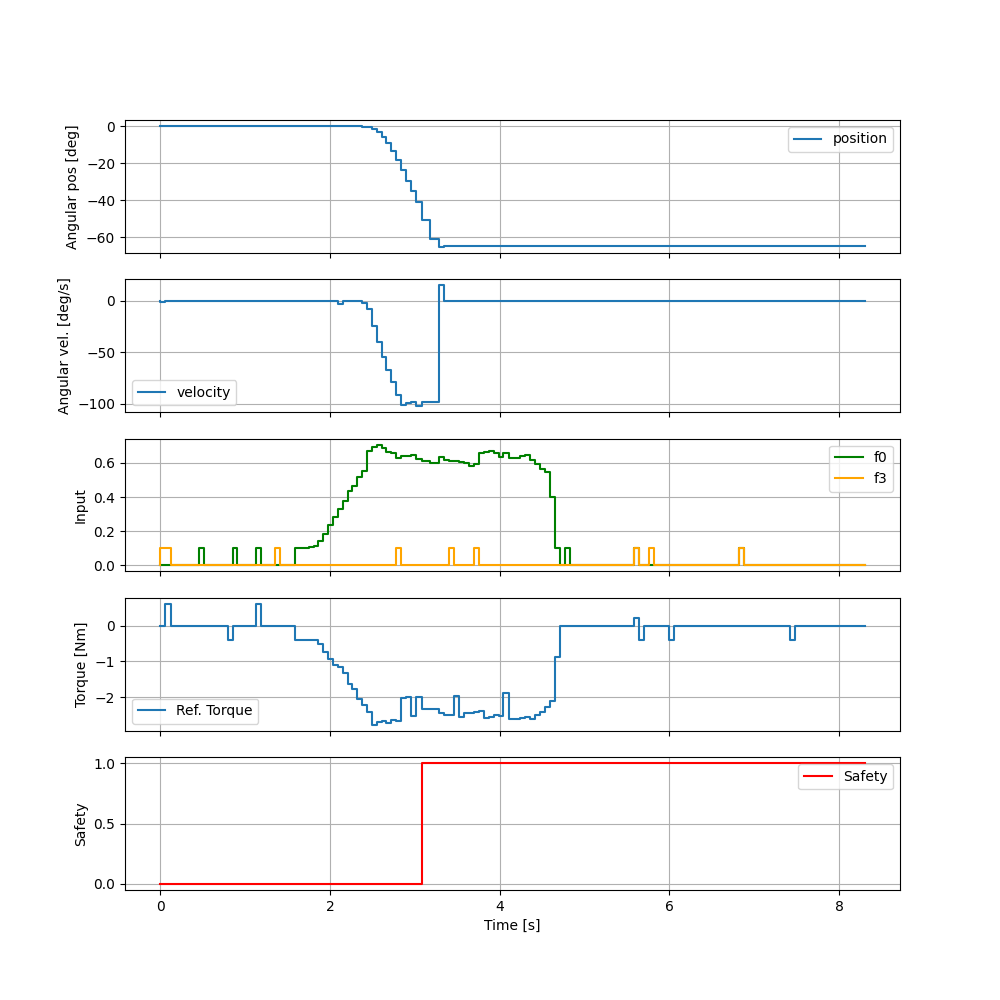 Angular pos [deg]
0
−20
−40
−60
position
Angular vel. [deg/s]
0
−50
−100
velocity
Input
0.6
0.4
0.2
0.0
f0
f3
Torque [Nm]
0
−1
−2
Ref. Torque
Safety
1.0
0.5
0.0
Safety
0 2 4 6 8
Time [s]